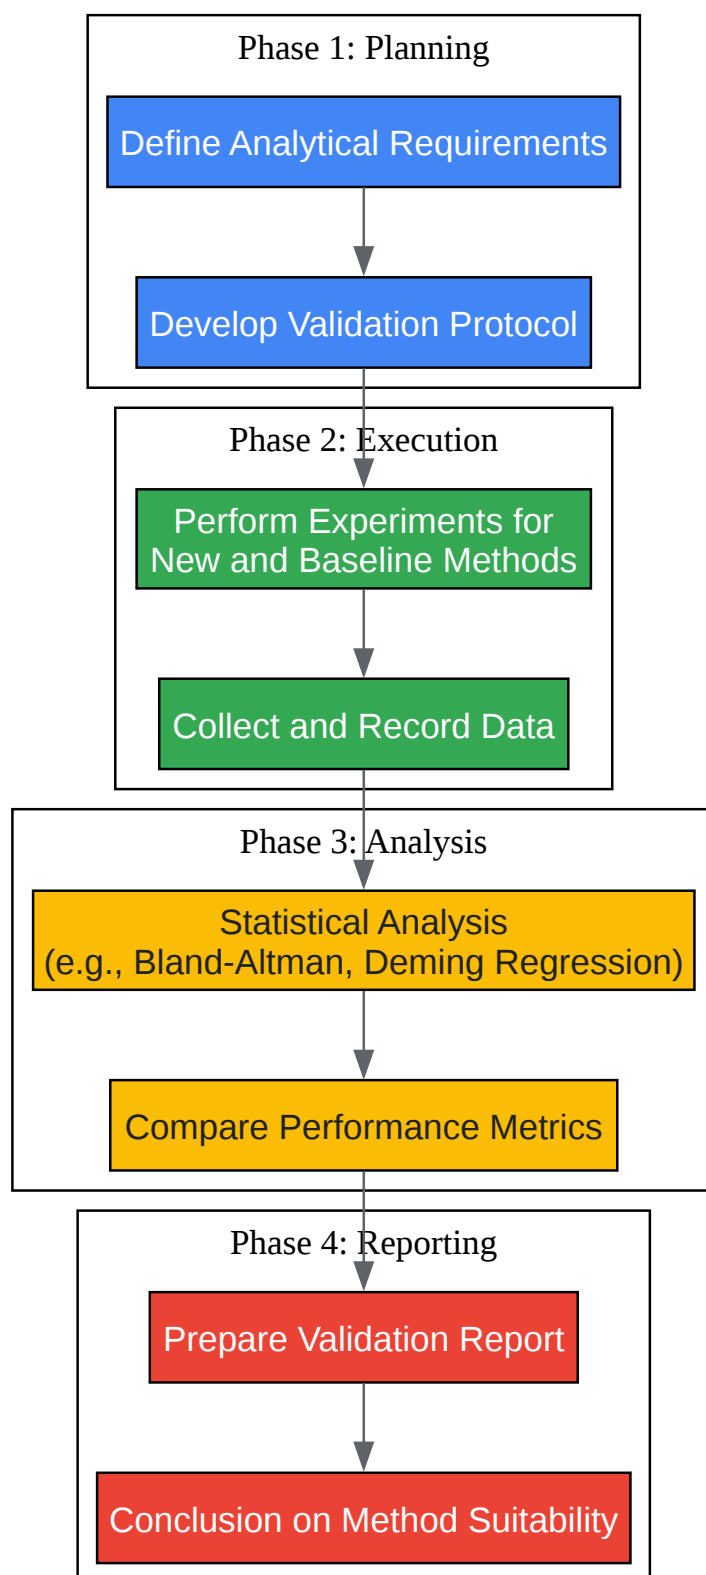 Phase 1: Planning
Define Analytical Requirements
Develop Validation Protocol
Phase 2: Execution
Perform Experiments for
New and Baseline Methods
Collect and Record Data
Phase 3: Analysis
Statistical Analysis
(e.g., Bland-Altman, Deming Regression)
Compare Performance Metrics
Phase 4: Reporting
Prepare Validation Report
Conclusion on Method Suitability